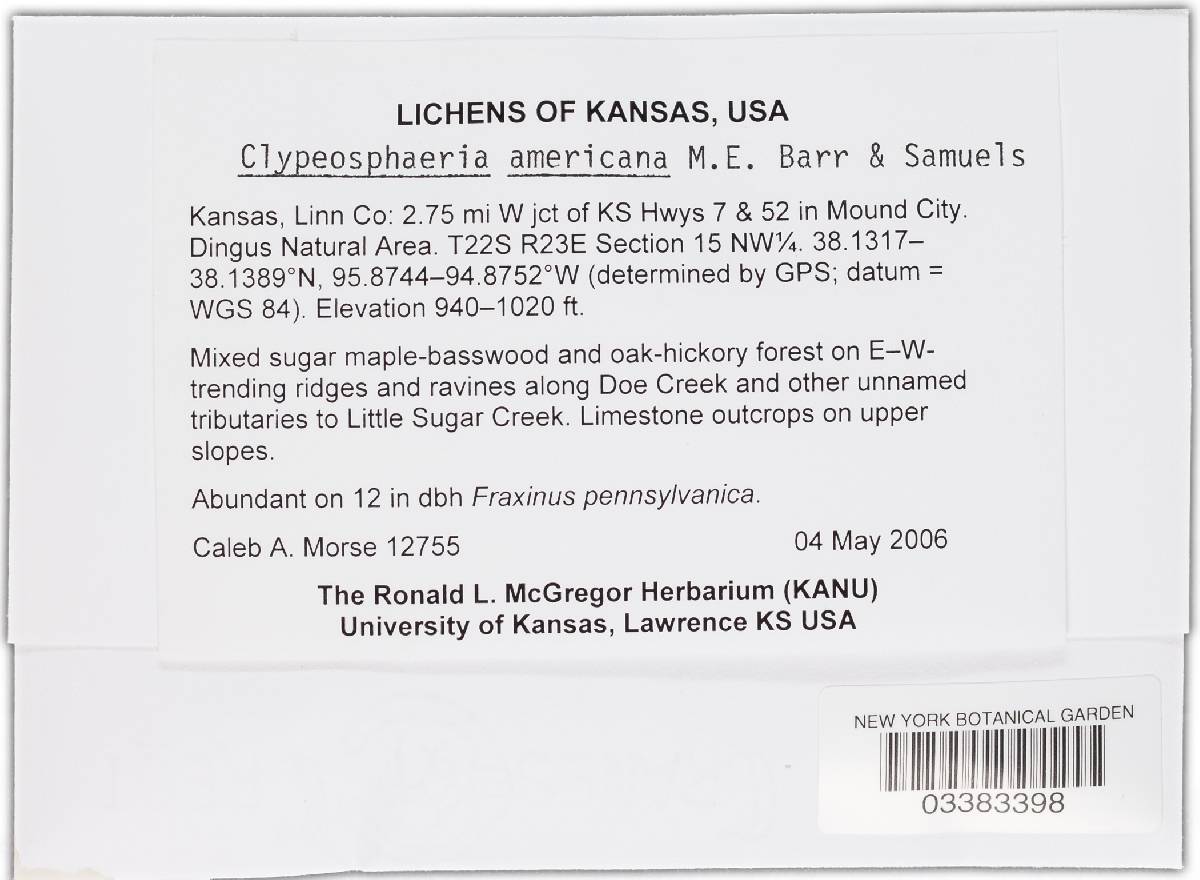 LICHENS OF KANSAS, USA
Clypeosphaeria americana M.E. Barr & Samuels
Kansas, Linn Co: 2.75 mi W jct of KS Hwys 7 & 52 in Mound City.
Dingus Natural Area. T22S R23E Section 15 NW¼. 38.1317–
38.1389°N, 95.8744–94.8752°W (determined by GPS; datum =
WGS 84). Elevation 940–1020 ft.
Mixed sugar maple-basswood and oak-hickory forest on E–W-
trending ridges and ravines along Doe Creek and other unnamed
tributaries to Little Sugar Creek. Limestone outcrops on upper
slopes.
Abundant on 12 in dbh Fraxinus pennsylvanica.
Caleb A. Morse 12755 04 May 2006
The Ronald L. McGregor Herbarium (KANU)
University of Kansas, Lawrence KS USA
NEW YORK BOTANICAL GARDEN
03383398